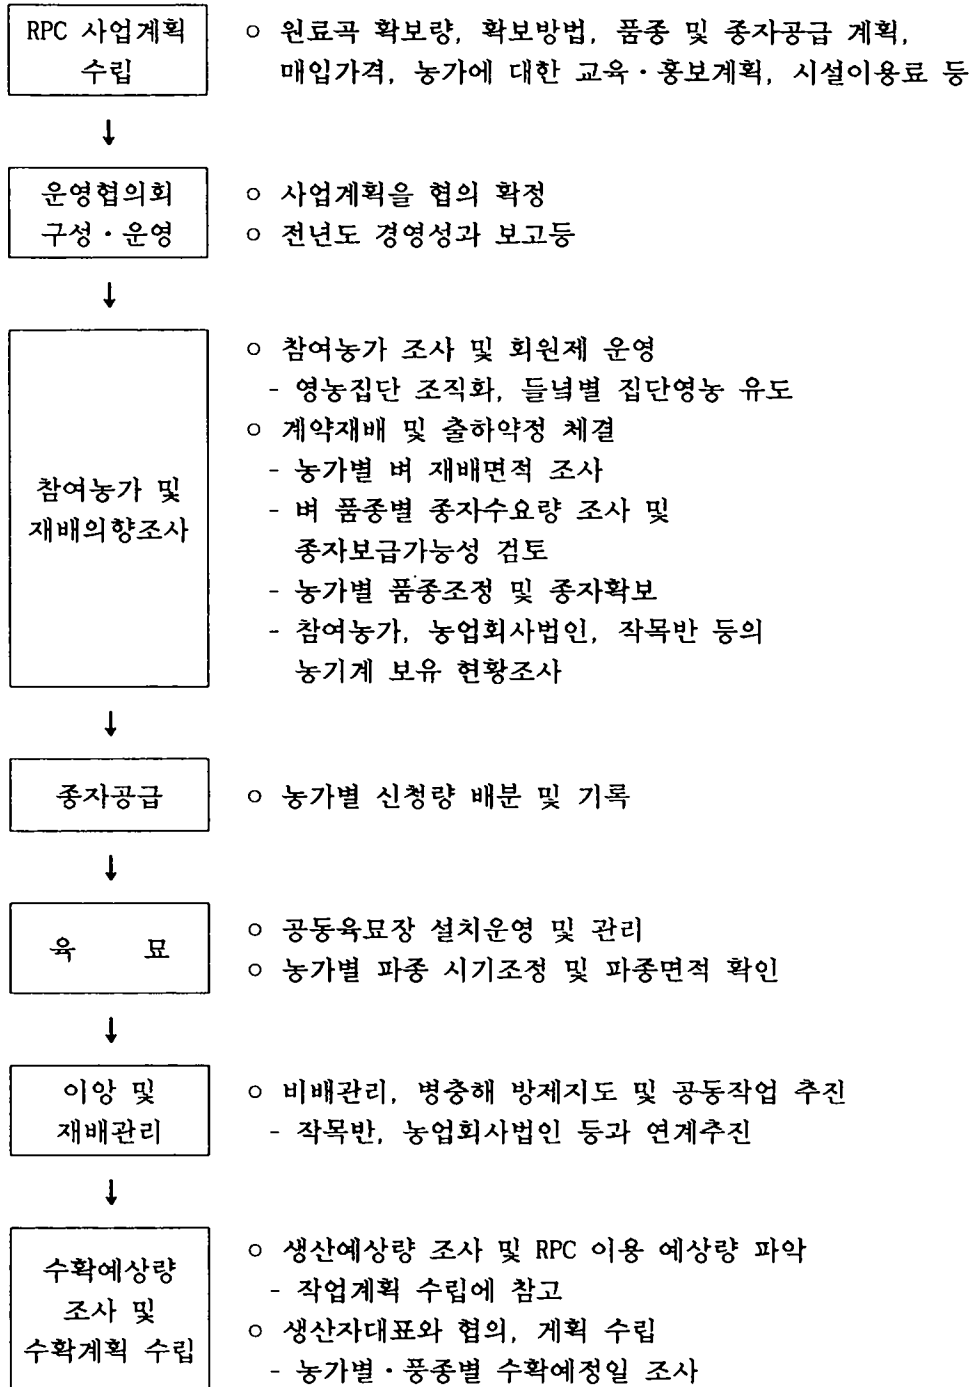 RPC 사업계획
수립
○ 원료곡 확보량, 확보방법, 품종 및 종자공급 계획,
매입가격, 농가에 대한 교육·홍보계획, 시설이용료 등
↓
운영협의회
구성·운영
○ 사업계획을 협의 확정
○ 전년도 경영성과 보고등
↓
참여농가 및
재배의향조사
○ 참여농가 조사 및 회원제 운영
- 영농집단 조직화, 들녘별 집단영농 유도
○ 계약재배 및 출하약정 체결
- 농가별 벼 재배면적 조사
- 벼 품종별 종자수요량 조사 및
종자보급가능성 검토
- 농가별 품종조정 및 종자확보
- 참여농가, 농업회사법인, 작목반 등의
농기계 보유 현황조사
↓
종자공급
○ 농가별 신청량 배분 및 기록
↓
육 묘
○ 공동육묘장 설치운영 및 관리
○ 농가별 파종 시기조정 및 파종면적 확인
↓
이앙 및
재배관리
○ 비배관리, 병충해 방제지도 및 공동작업 추진
- 작목반, 농업회사법인 등과 연계추진
↓
수확예상량
조사 및
수확계획 수립
○ 생산예상량 조사 및 RPC 이용 예상량 파악
- 작업계획 수립에 참고
○ 생산자대표와 협의, 계획 수립
- 농가별·풍종별 수확예정일 조사